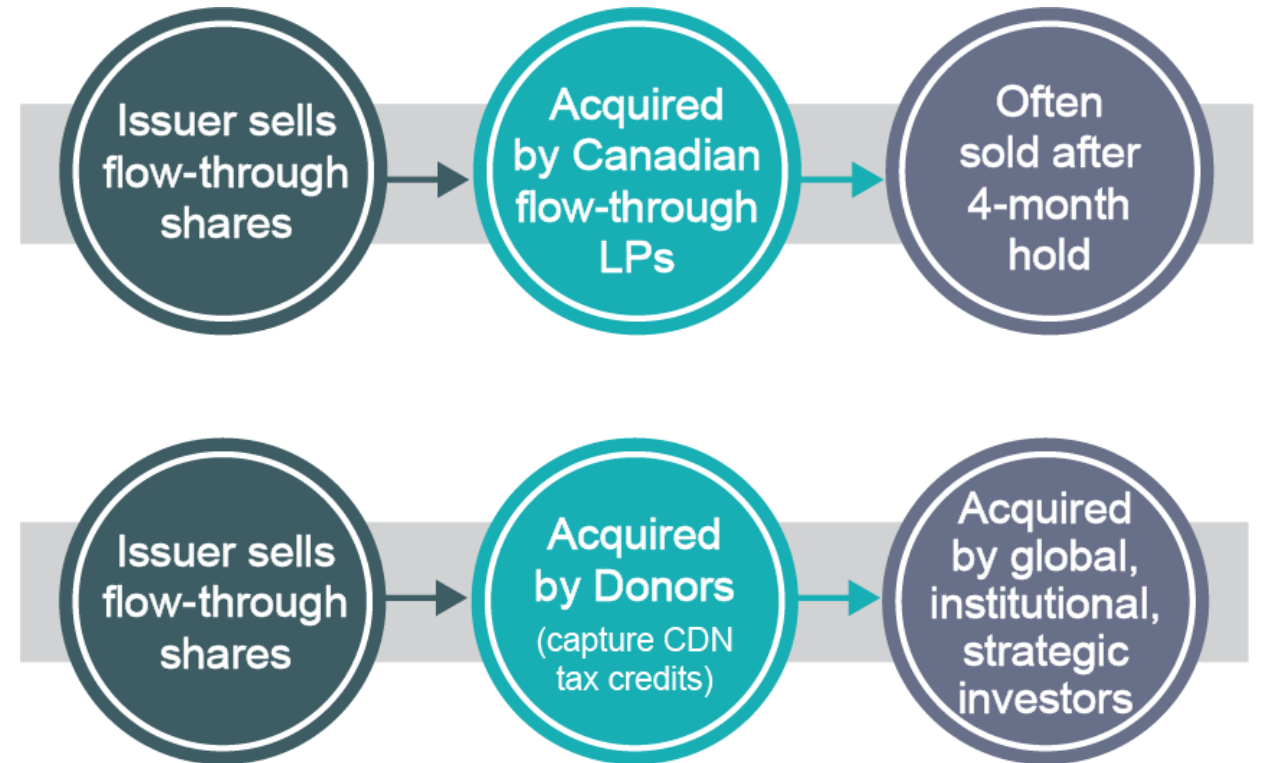 Issuer sells
flow-through
shares
Acquired
by Canadian
flow-through
LPs
Often
sold after
4-month
hold
Issuer sells
flow-through
shares
Acquired
by Donors
(capture CDN
tax credits)
Acquired
by global,
institutional,
strategic
investors